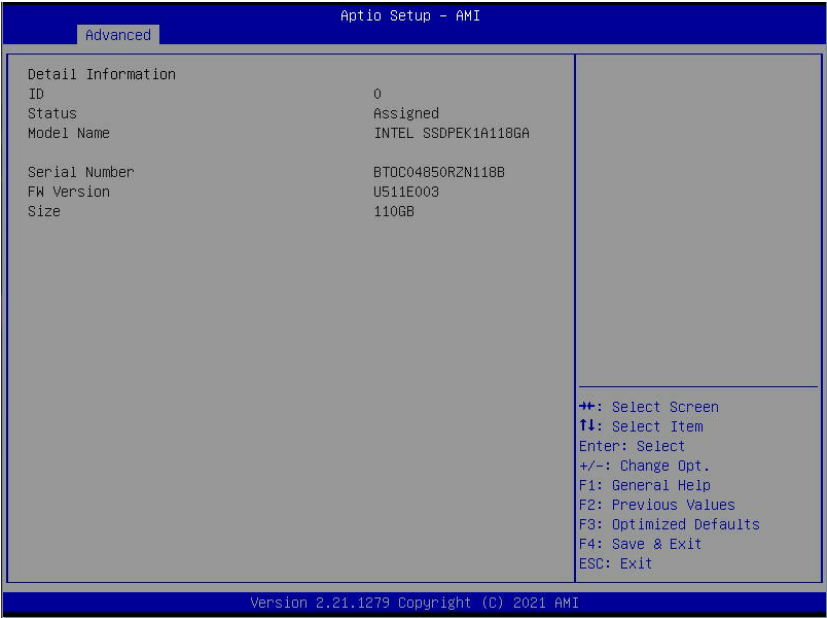 Aptio Setup – AMI
Advanced
Detail Information
ID 0
Status Assigned
Model Name INTEL SSDPEK1A118GA
Serial Number BTOC04850RZN118B
FW Version U511E003
Size 110GB
→←: Select Screen
↑↓: Select Item
Enter: Select
+/-: Change Opt.
F1: General Help
F2: Previous Values
F3: Optimized Defaults
F4: Save & Exit
ESC: Exit
Version 2.21.1279 Copyright (C) 2021 AMI